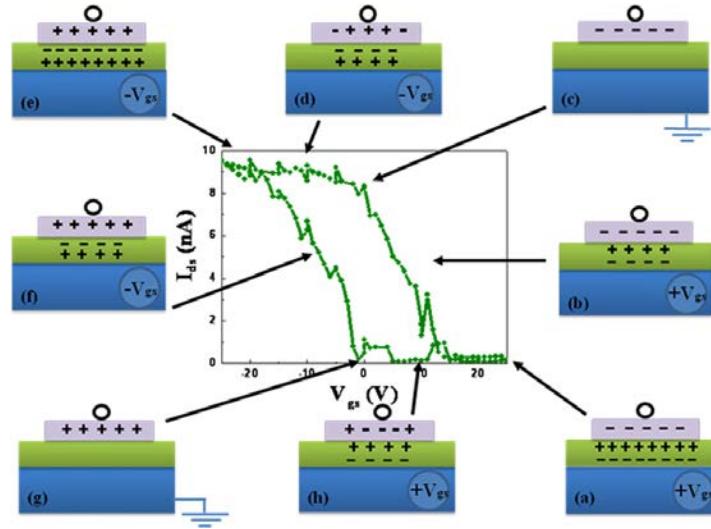 + + + + +
− − − − − − − −
+ + + + + + +
(e)
-Vgs
- + + + -
− − − −
+ + + +
(d)
-Vgs
− − − − −
(c)
10
8
6
4
2
0
Ids (nA)
-20
-10
0
10
20
Vgs (V)
+ + + + +
− − − −
+ + + +
(f)
-Vgs
− − − − −
+ + + +
− − − −
(b)
+Vgs
+ + + + +
(g)
+ - - - +
+ + + +
− − − −
(h)
+Vgs
− − − − −
+ + + + + + + +
− − − − − − − −
(a)
+Vgs